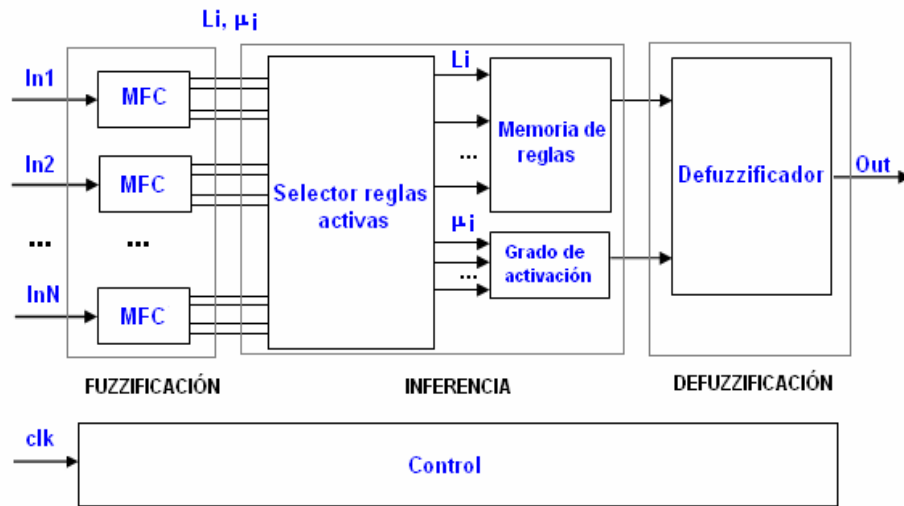 Li, μi
In1
MFC
In2
MFC
...
...
InN
MFC
Selector reglas
activas
Li
...
μi
...
Memoria de
reglas
Grado de
activación
Defuzzificador
Out
FUZZIFICACIÓN
INFERENCIA
DEFUZZIFICACIÓN
clk
Control